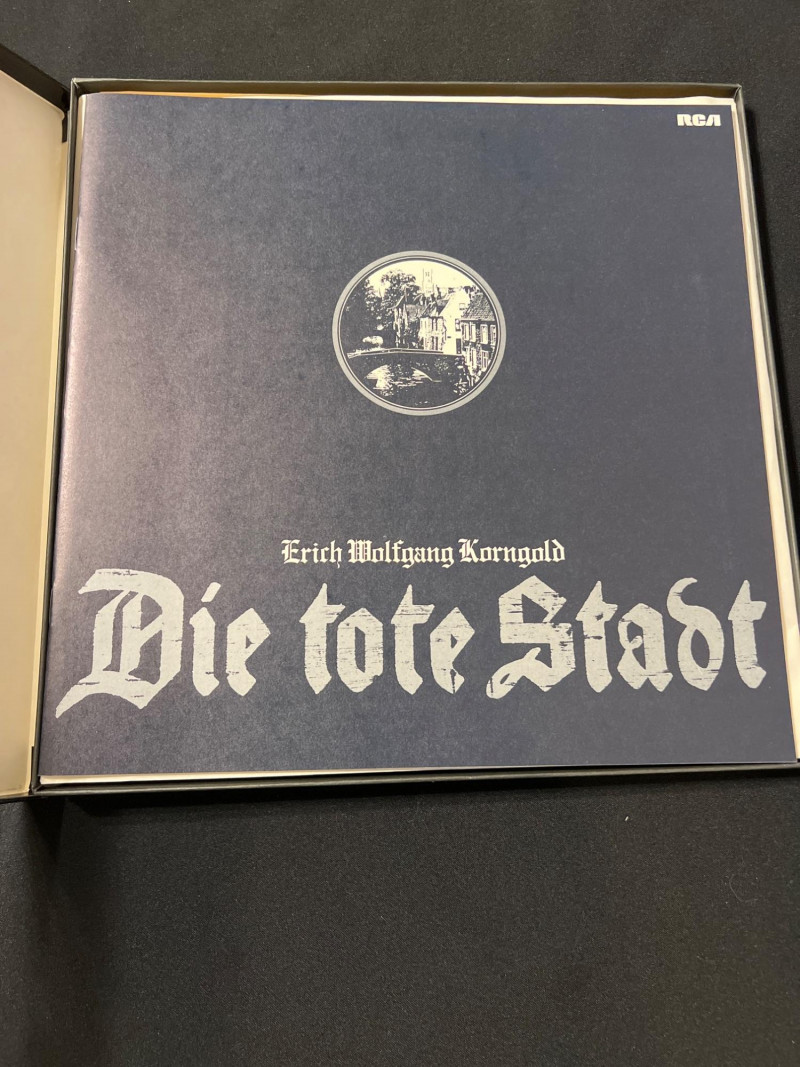 RCA
Erich Wolfgang Korngold
Die tote Stadt